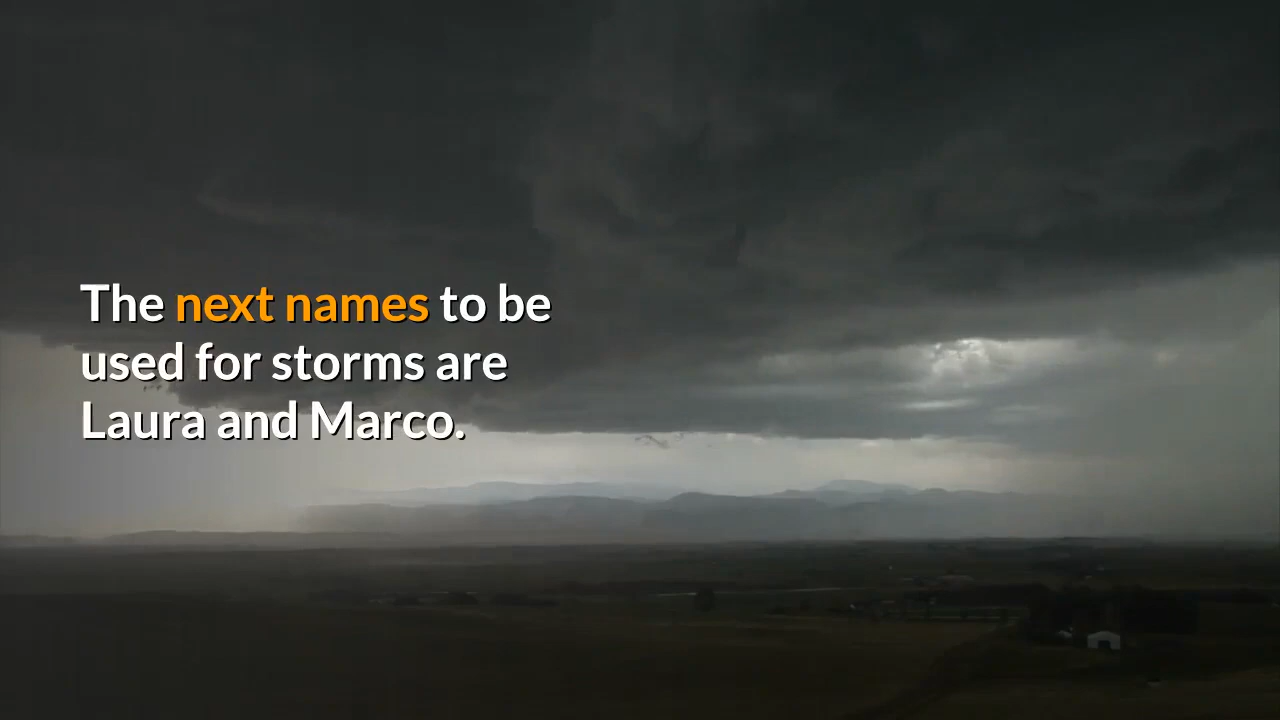 The next names to be
used for storms are
Laura and Marco.